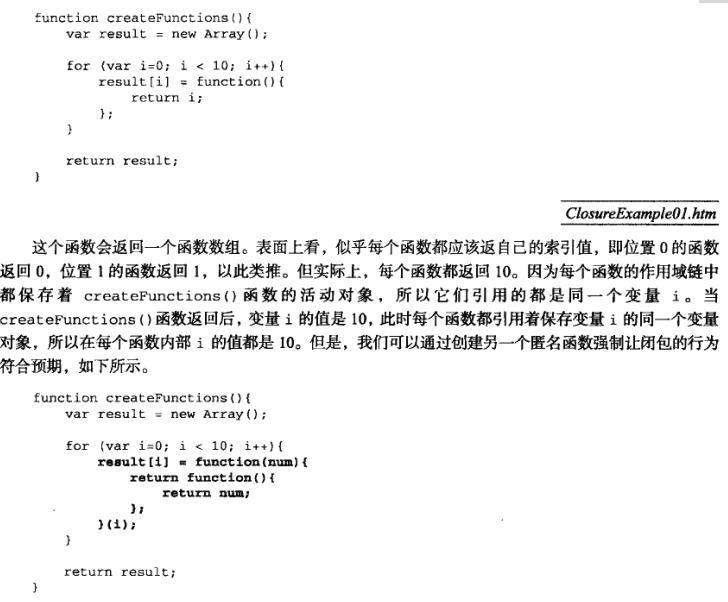 function createFunctions(){
    var result = new Array();
    for (var i=0; i < 10; i++){
        result[i] = function(){
            return i;
        };
    }
    return result;
}
ClosureExample01.htm
这个函数会返回一个函数数组。表面上看，似乎每个函数都应该返自己的索引值，即位置 0 的函数
返回 0，位置 1 的函数返回 1，以此类推。但实际上，每个函数都返回 10。因为每个函数的作用域链中
都保存着 createFunctions() 函数的活动对象，所以它们引用的都是同一个变量 i。当
createFunctions()函数返回后，变量 i 的值是 10，此时每个函数都引用着保存变量 i 的同一个变量
对象，所以在每个函数内部 i 的值都是 10。但是，我们可以通过创建另一个匿名函数强制让闭包的行为
符合预期，如下所示。
function createFunctions(){
    var result = new Array();
    for (var i=0; i < 10; i++){
        result[i] = function(num){
            return function(){
                return num;
            };
        }(i);
    }
    return result;
}